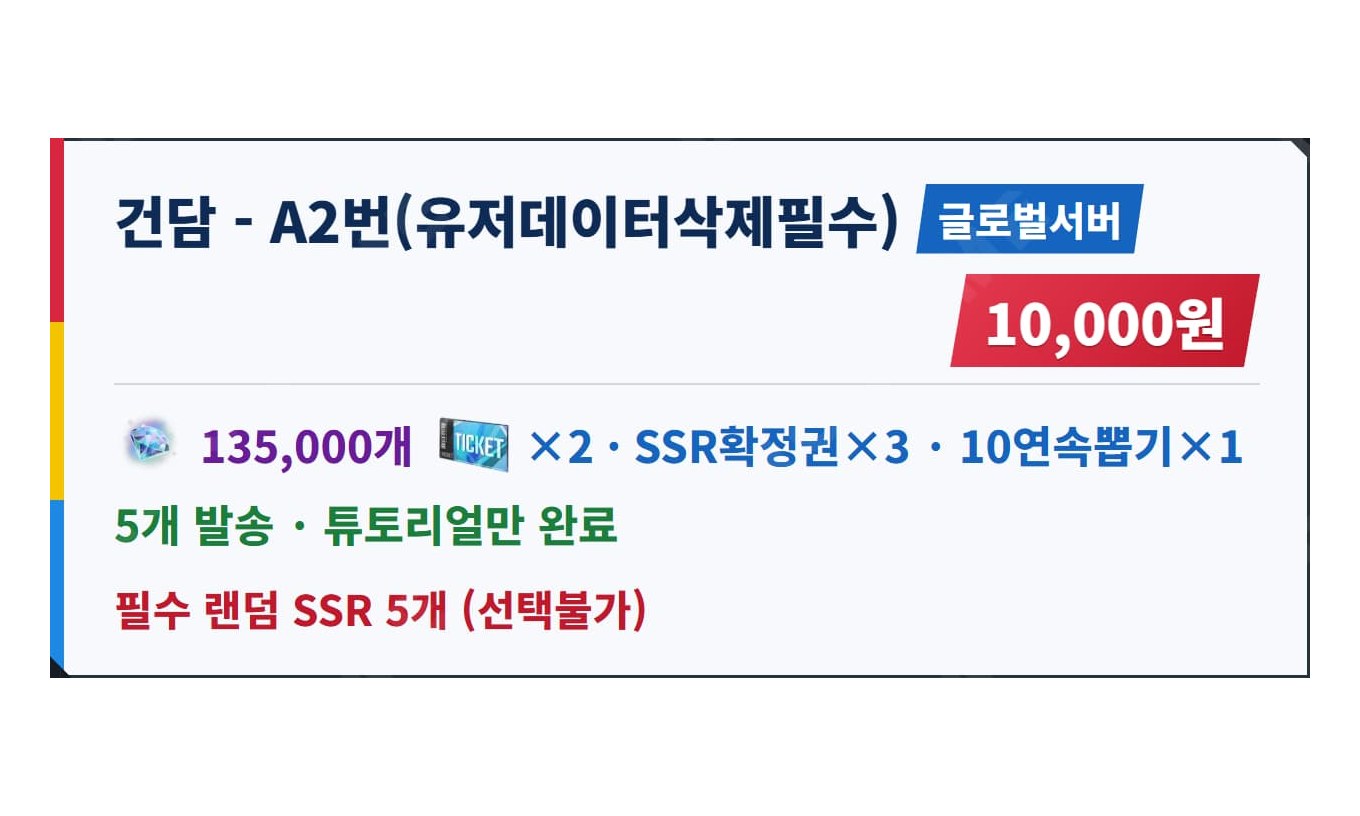 건담 - A2번(유저데이터삭제필수) 글로벌서버
10,000원
135,000개 TICKET ×2 · SSR확정권×3 · 10연속뽑기×1
5개 발송 · 튜토리얼만 완료
필수 랜덤 SSR 5개 (선택불가)